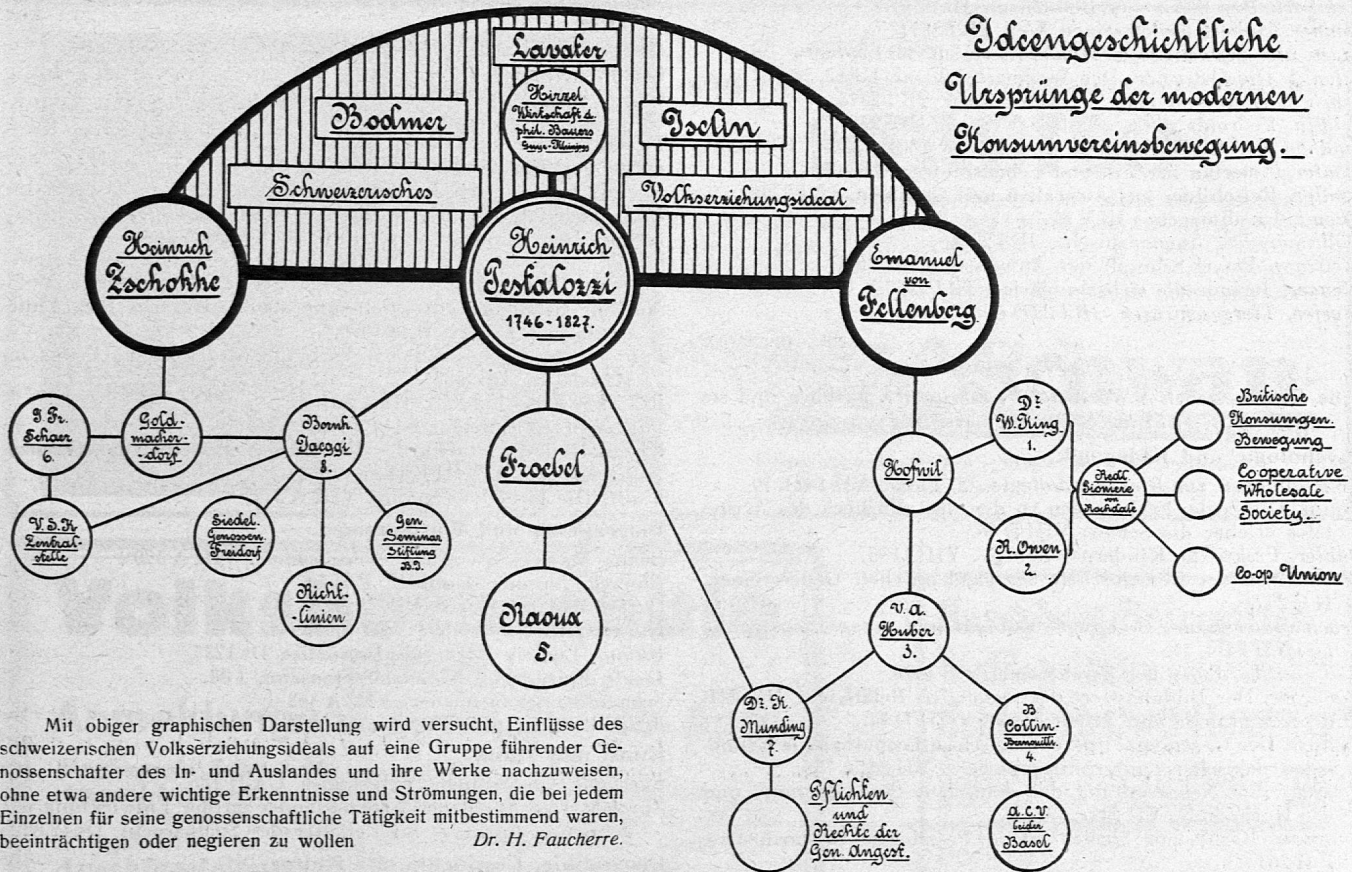 Ideengeschichtliche
Ursprünge der modernen
Konsumvereinsbewegung.
Lavater
Hirzel
Wirtschaft d.
phil. Bauers
Bodmer
Iselin
Schweizerisches
Volkserziehungsideal
Heinrich
Zschokke
Heinrich
Pestalozzi
1746-1827.
Emanuel
von
Fellenberg.
J. Fr.
Schaer
6.
Gold-
macher-
-dorf
Bernh.
Jaeggi
8.
V.S.K
Zentral-
stelle
Siedel.
Genossen.
Freidorf
Gen.
Seminar
Stiftung
B.J.
Richt-
-linien
Froebel
Raoux
5.
Hofwil
Dr.
W. King.
1.
R. Owen
2.
Redl.
Pioniere
von
Rochdale
Britische
Konsumgen.
Bewegung
Co-operative
Wholesale
Society.
Co-op Union
V.A.
Huber
3.
Dr. K.
Munding
7.
B
Collin-
Bernoulli.
4.
Pflichten
und
Rechte der
Gen. Angest.
A.C.V.
beider
Basel
Mit obiger graphischen Darstellung wird versucht, Einflüsse des
schweizerischen Volkserziehungsideals auf eine Gruppe führender Ge-
nossenschafter des In- und Auslandes und ihre Werke nachzuweisen,
ohne etwa andere wichtige Erkenntnisse und Strömungen, die bei jedem
Einzelnen für seine genossenschaftliche Tätigkeit mitbestimmend waren,
beeinträchtigen oder negieren zu wollen Dr. H. Faucherre.